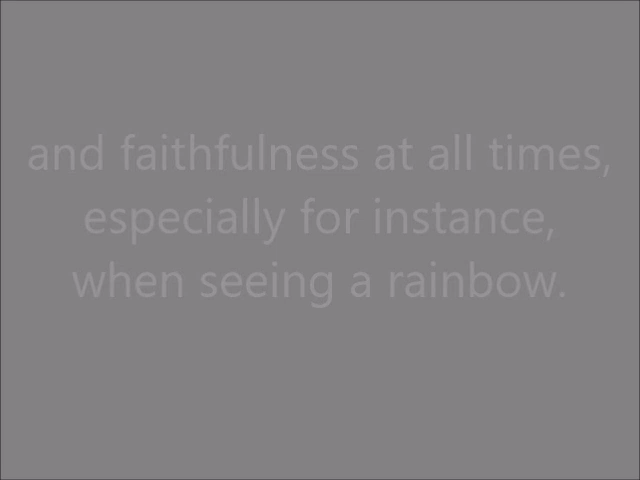 and faithfulness at all times,
especially for instance,
when seeing a rainbow.